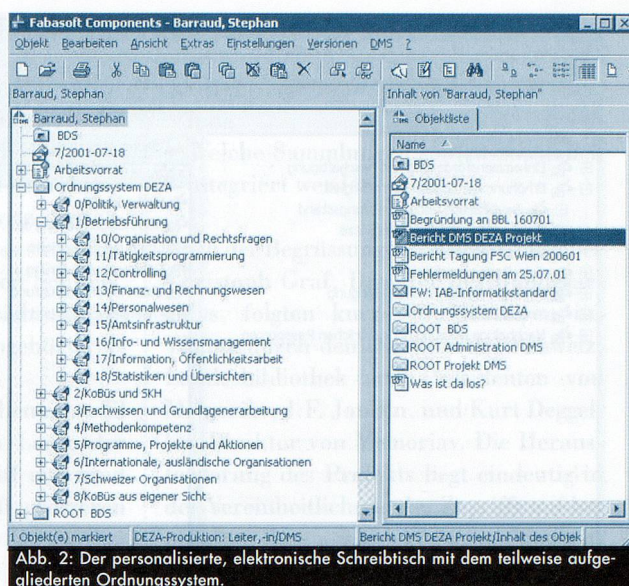 Fabasoft Components - Barraud, Stephan
Objekt Bearbeiten Ansicht Extras Einstellungen Versionen DMS ?
Barraud, Stephan
Barraud, Stephan
BDS
7/2001-07-18
Arbeitsvorrat
Ordnungssystem DEZA
0/Politik, Verwaltung
1/Betriebsführung
10/Organisation und Rechtsfragen
11/Tätigkeitsprogrammierung
12/Controlling
13/Finanz- und Rechnungswesen
14/Personalwesen
15/Amtsinfrastruktur
16/Info- und Wissensmanagement
17/Information, Öffentlichkeitsarbeit
18/Statistiken und Übersichten
2/KoBüs und SKH
3/Fachwissen und Grundlagenerarbeitung
4/Methodenkompetenz
5/Programme, Projekte und Aktionen
6/Internationale, ausländische Organisationen
7/Schweizer Organisationen
8/KoBüs aus eigener Sicht
ROOT BDS
Inhalt von "Barraud, Stephan"
Objektliste
Name
BDS
7/2001-07-18
Arbeitsvorrat
Begründung an BBL 160701
Bericht DMS DEZA Projekt
Bericht Tagung FSC Wien 200601
Fehlermeldungen am 25.07.01
FW: IAB-Informatikstandard
Ordnungssystem DEZA
ROOT BDS
ROOT Administration DMS
ROOT Projekt DMS
Was ist da los?
1 Objekt(e) markiert DEZA-Produktion: Leiter,-in/DMS Bericht DMS DEZA Projekt/Inhalt des Objek
Abb. 2: Der personalisierte, elektronische Schreibtisch mit dem teilweise aufge-
gliederten Ordnungssystem.